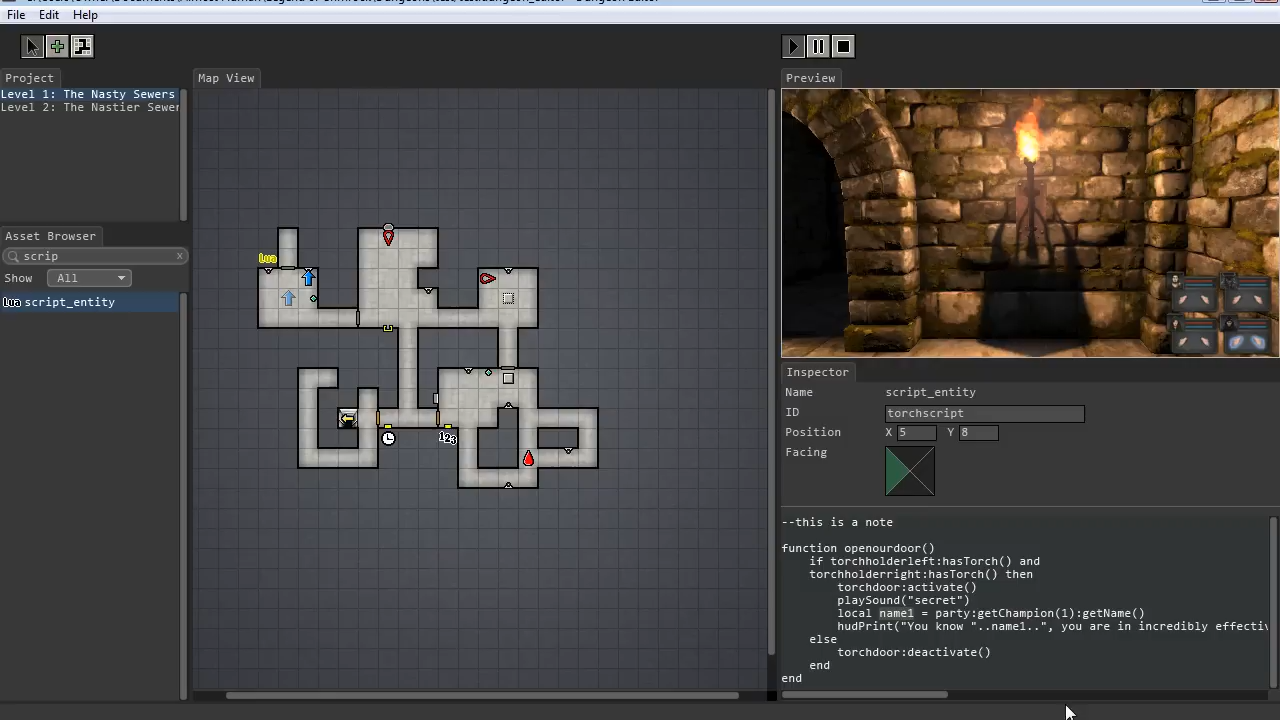 File Edit Help
Project
Map View
Preview
Level 1: The Nasty Sewers
Level 2: The Nastier Sewer
lua
Asset Browser
scrip
x
Show All
lua script_entity
123
Inspector
Name script_entity
ID torchscript
Position X 5 Y 8
Facing
--this is a note
function openourdoor()
if torchholderleft:hasTorch() and
torchholderright:hasTorch() then
torchdoor:activate()
playSound("secret")
local name1 = party:getChampion(1):getName()
hudPrint("You know "..name1..", you are in incredibly effectiv
else
torchdoor:deactivate()
end
end